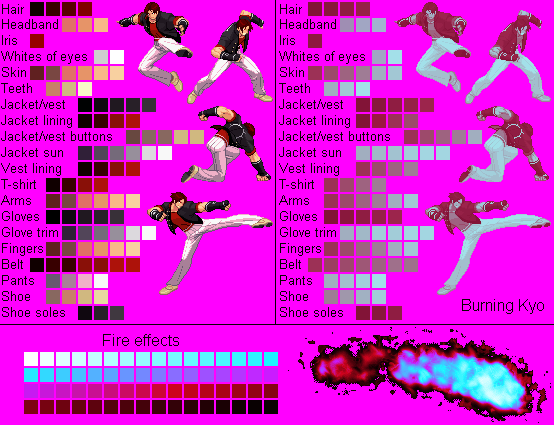 Hair
Headband
Iris
Whites of eyes
Skin
Teeth
Jacket/vest
Jacket lining
Jacket/vest buttons
Jacket sun
Vest lining
T-shirt
Arms
Gloves
Glove trim
Fingers
Belt
Pants
Shoe
Shoe soles
Hair
Headband
Iris
Whites of eyes
Skin
Teeth
Jacket/vest
Jacket lining
Jacket/vest buttons
Jacket sun
Vest lining
T-shirt
Arms
Gloves
Glove trim
Fingers
Belt
Pants
Shoe
Shoe soles
Burning Kyo
Fire effects